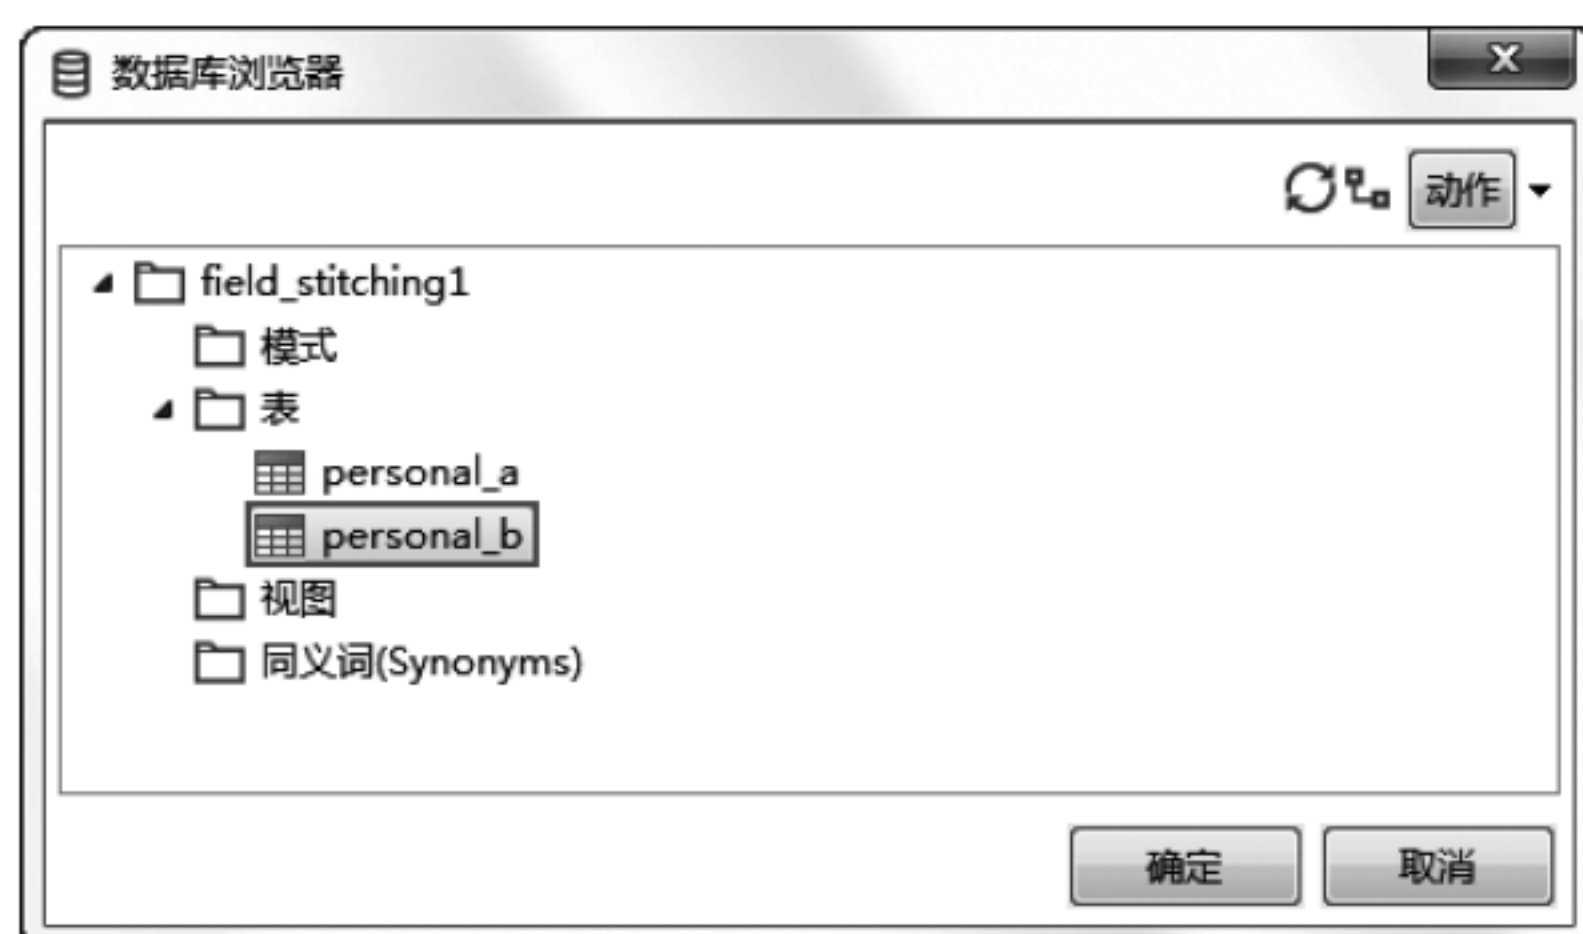 数据库浏览器
动作
field_stitching1
模式
表
personal_a
personal_b
视图
同义词(Synonyms)
确定 取消